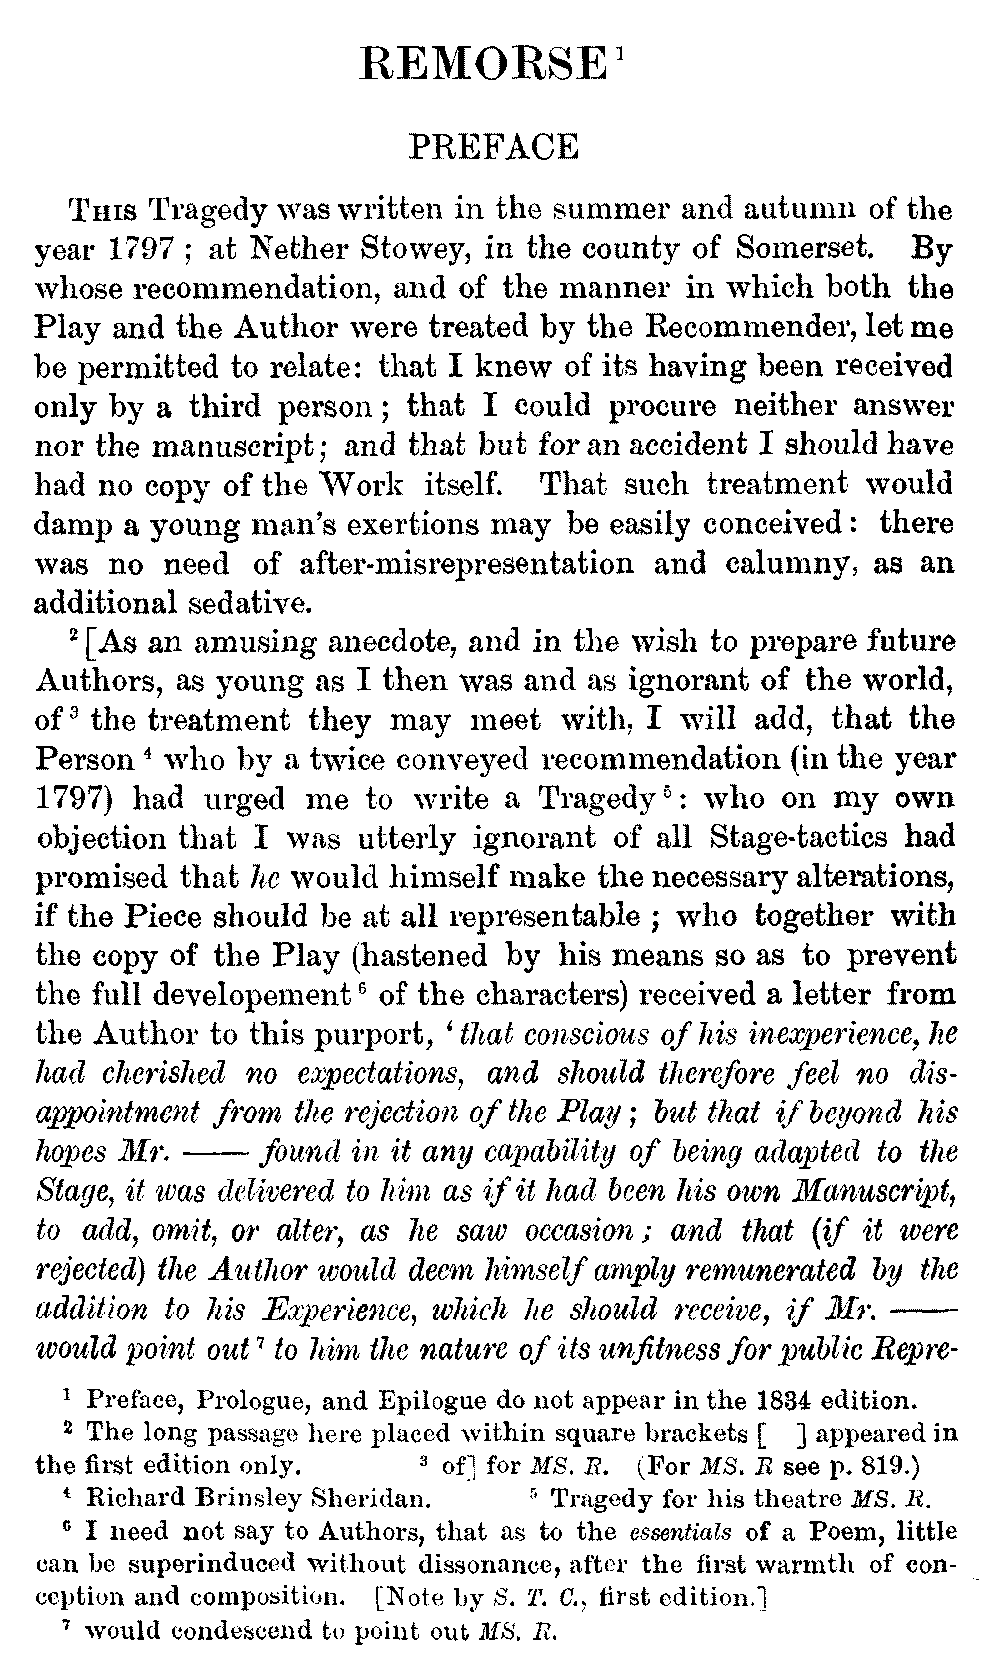 REMORSE¹
PREFACE
THIS Tragedy was written in the summer and autumn of the
year 1797 ; at Nether Stowey, in the county of Somerset. By
whose recommendation, and of the manner in which both the
Play and the Author were treated by the Recommender, let me
be permitted to relate: that I knew of its having been received
only by a third person ; that I could procure neither answer
nor the manuscript; and that but for an accident I should have
had no copy of the Work itself. That such treatment would
damp a young man's exertions may be easily conceived : there
was no need of after-misrepresentation and calumny, as an
additional sedative.
²[As an amusing anecdote, and in the wish to prepare future
Authors, as young as I then was and as ignorant of the world,
of³ the treatment they may meet with, I will add, that the
Person⁴ who by a twice conveyed recommendation (in the year
1797) had urged me to write a Tragedy⁵: who on my own
objection that I was utterly ignorant of all Stage-tactics had
promised that he would himself make the necessary alterations,
if the Piece should be at all representable ; who together with
the copy of the Play (hastened by his means so as to prevent
the full developement⁶ of the characters) received a letter from
the Author to this purport, ‘that conscious of his inexperience, he
had cherished no expectations, and should therefore feel no dis-
appointment from the rejection of the Play ; but that if beyond his
hopes Mr. —— found in it any capability of being adapted to the
Stage, it was delivered to him as if it had been his own Manuscript,
to add, omit, or alter, as he saw occasion ; and that (if it were
rejected) the Author would deem himself amply remunerated by the
addition to his Experience, which he should receive, if Mr. ——
would point out⁷ to him the nature of its unfitness for public Repre-
¹ Preface, Prologue, and Epilogue do not appear in the 1834 edition.
² The long passage here placed within square brackets [ ] appeared in
the first edition only. ³ of] for MS. R. (For MS. R see p. 819.)
⁴ Richard Brinsley Sheridan. ⁵ Tragedy for his theatre MS. R.
⁶ I need not say to Authors, that as to the essentials of a Poem, little
can be superinduced without dissonance, after the first warmth of con-
ception and composition. [Note by S. T. C., first edition.]
⁷ would condescend to point out MS. R.